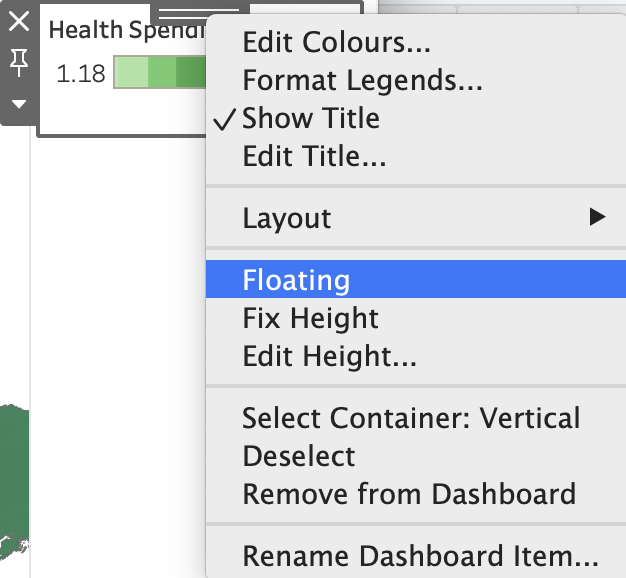 Health Spendi
1.18
Edit Colours...
Format Legends...
Show Title
Edit Title...
Layout
Floating
Fix Height
Edit Height...
Select Container: Vertical
Deselect
Remove from Dashboard
Rename Dashboard Item...